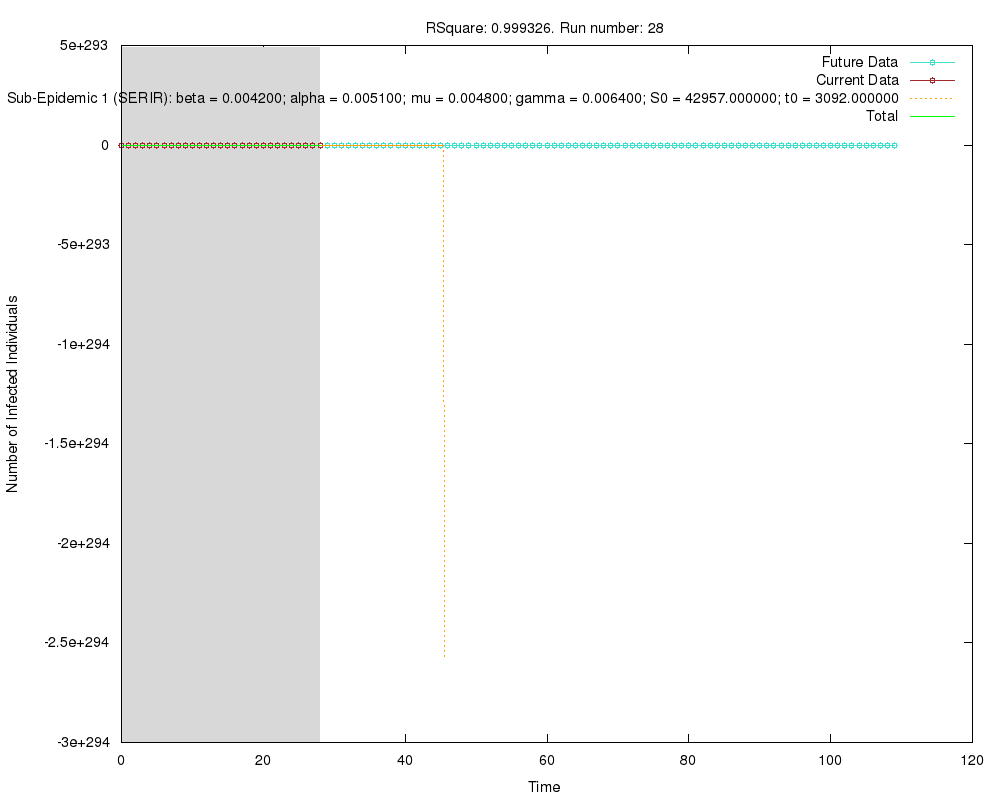 RSquare: 0.999326. Run number: 28
5e+293
Future Data
Current Data
Sub-Epidemic 1 (SERIR): beta = 0.004200; alpha = 0.005100; mu = 0.004800; gamma = 0.006400; S0 = 42957.000000; t0 = 3092.000000
Total
0
-5e+293
-1e+294
-1.5e+294
-2e+294
-2.5e+294
-3e+294
Number of Infected Individuals
0 20 40 60 80 100 120
Time